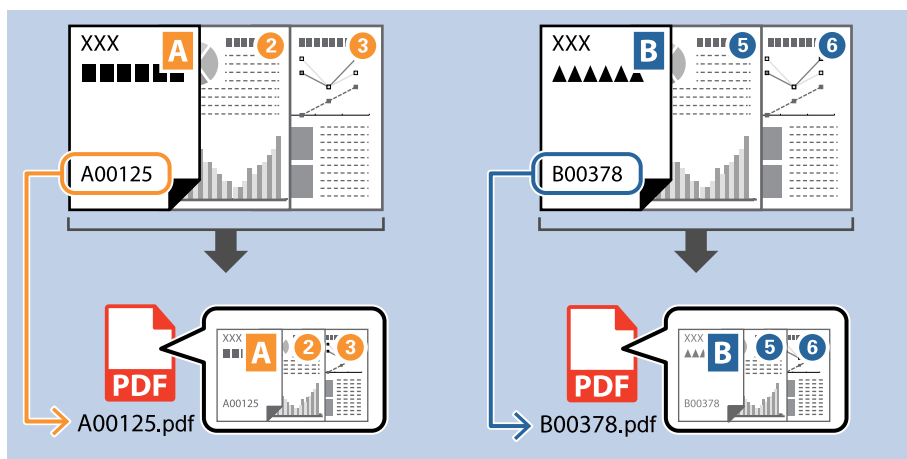 XXX
A
2
3
A00125
XXX
B
5
6
B00378
XXX
A
2
3
A00125
PDF
A00125.pdf
XXX
B
5
6
B00378
PDF
B00378.pdf